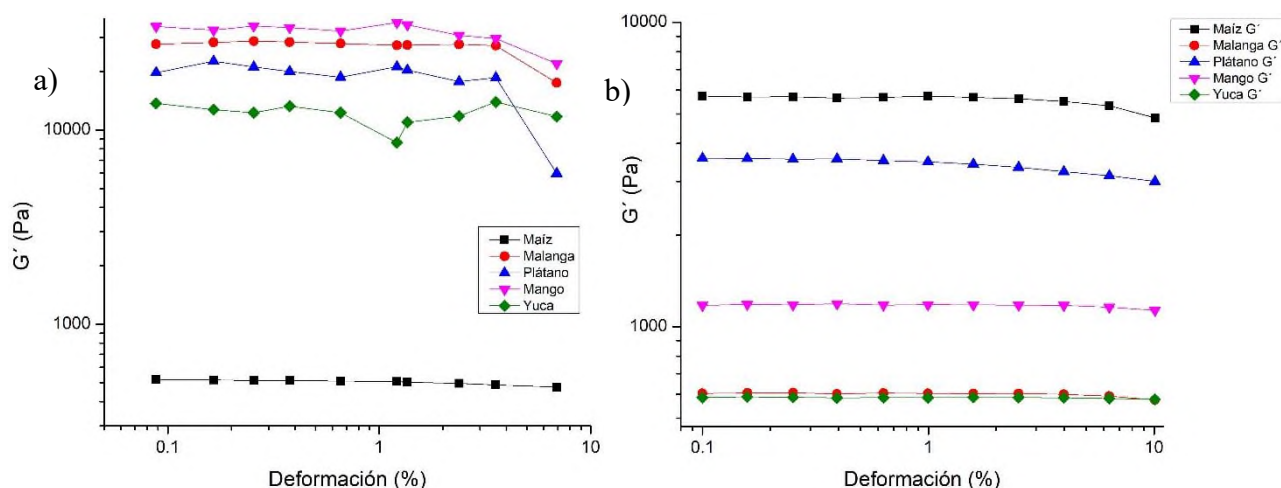 a)
G´ (Pa)
10000
1000
Maíz
Malanga
Plátano
Mango
Yuca
0.1
1
10
Deformación (%)
b)
G´ (Pa)
10000
1000
Maíz G´
Malanga G´
Plátano G´
Mango G´
Yuca G´
0.1
1
10
Deformación (%)